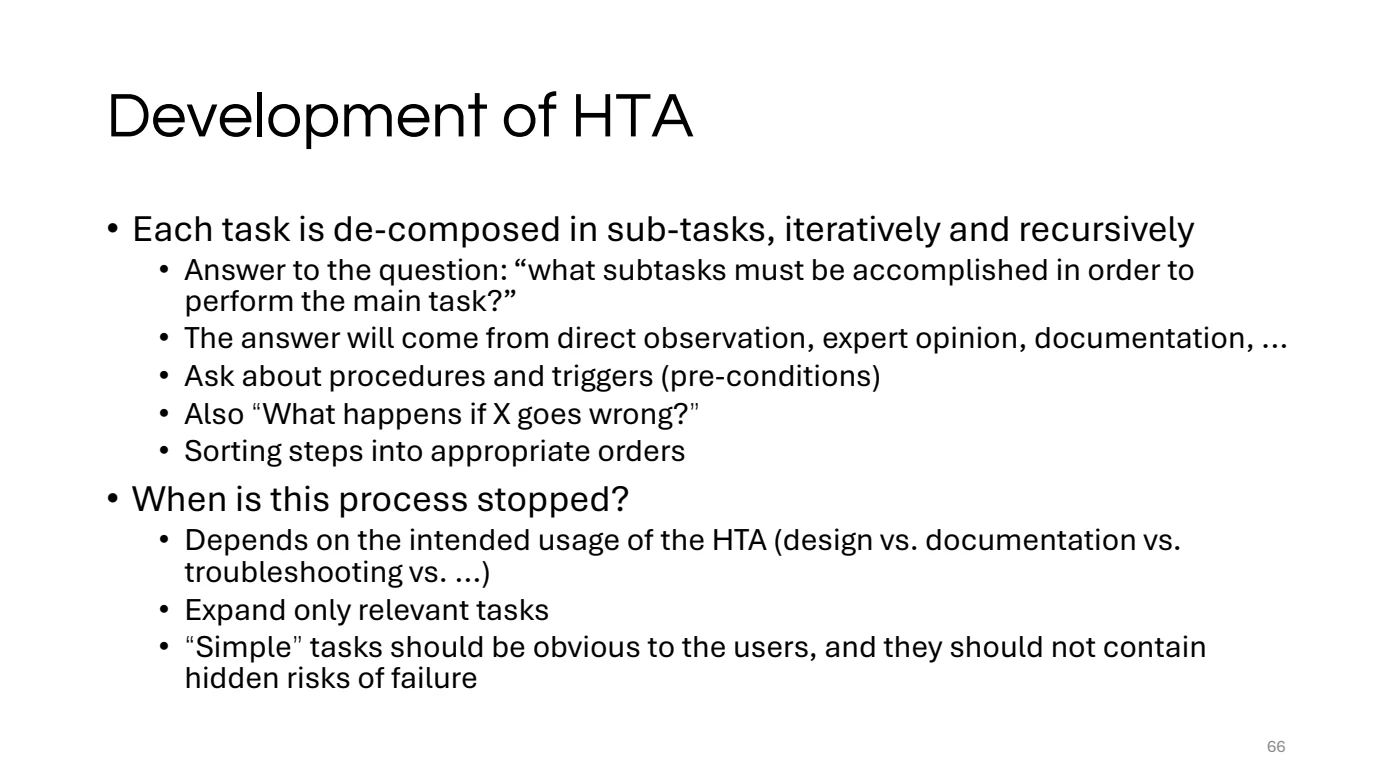 Development of HTA
• Each task is de-composed in sub-tasks, iteratively and recursively
• Answer to the question: “what subtasks must be accomplished in order to
perform the main task?”
• The answer will come from direct observation, expert opinion, documentation, …
• Ask about procedures and triggers (pre-conditions)
• Also “What happens if X goes wrong?”
• Sorting steps into appropriate orders
• When is this process stopped?
• Depends on the intended usage of the HTA (design vs. documentation vs.
troubleshooting vs. …)
• Expand only relevant tasks
• “Simple” tasks should be obvious to the users, and they should not contain
hidden risks of failure
66